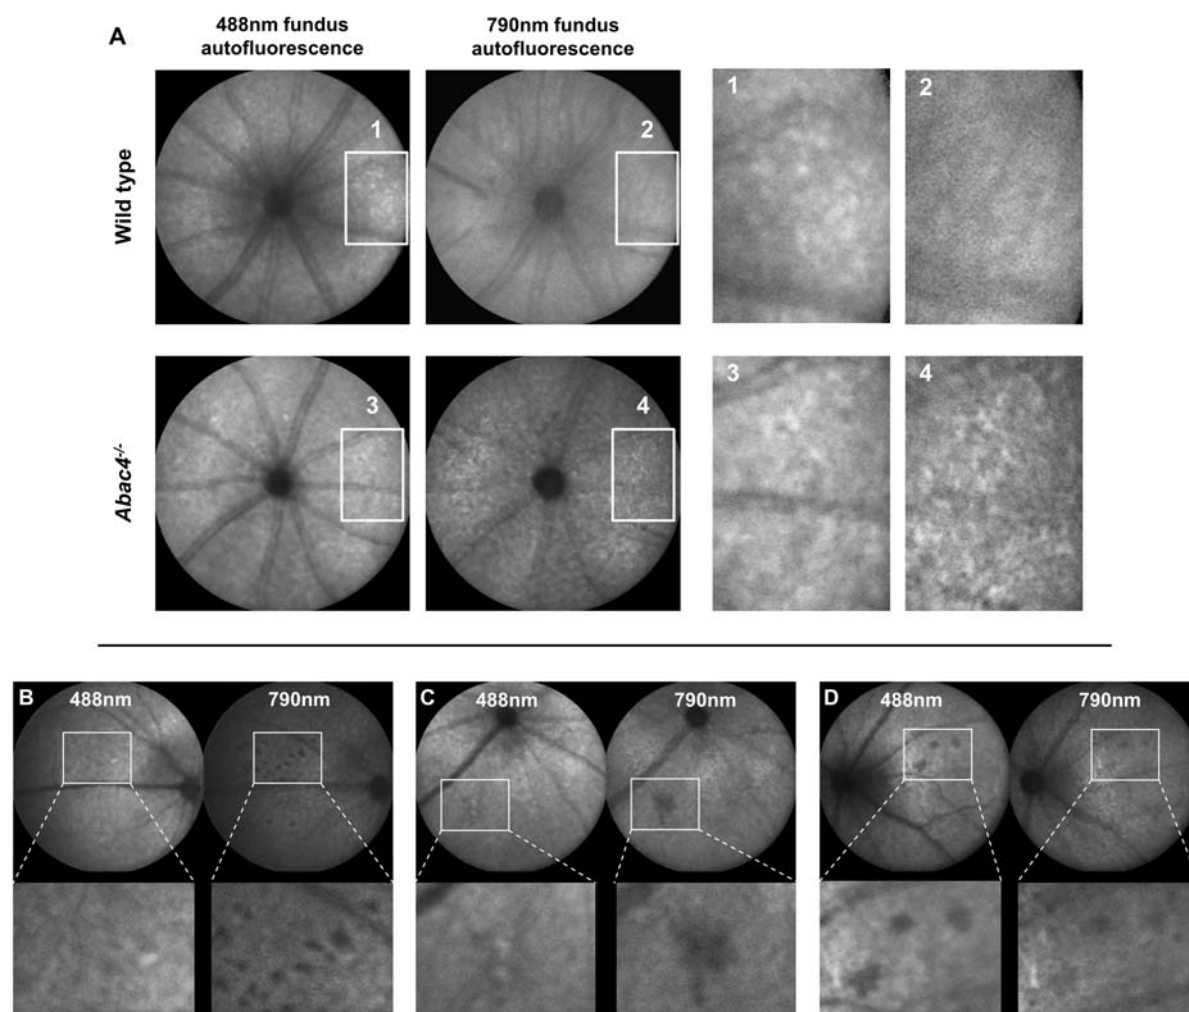 A
488nm fundus
autofluorescence
790nm fundus
autofluorescence
Wild type
1
2
1
2
Abac4-/-
3
4
3
4
B
488nm
790nm
C
488nm
790nm
D
488nm
790nm